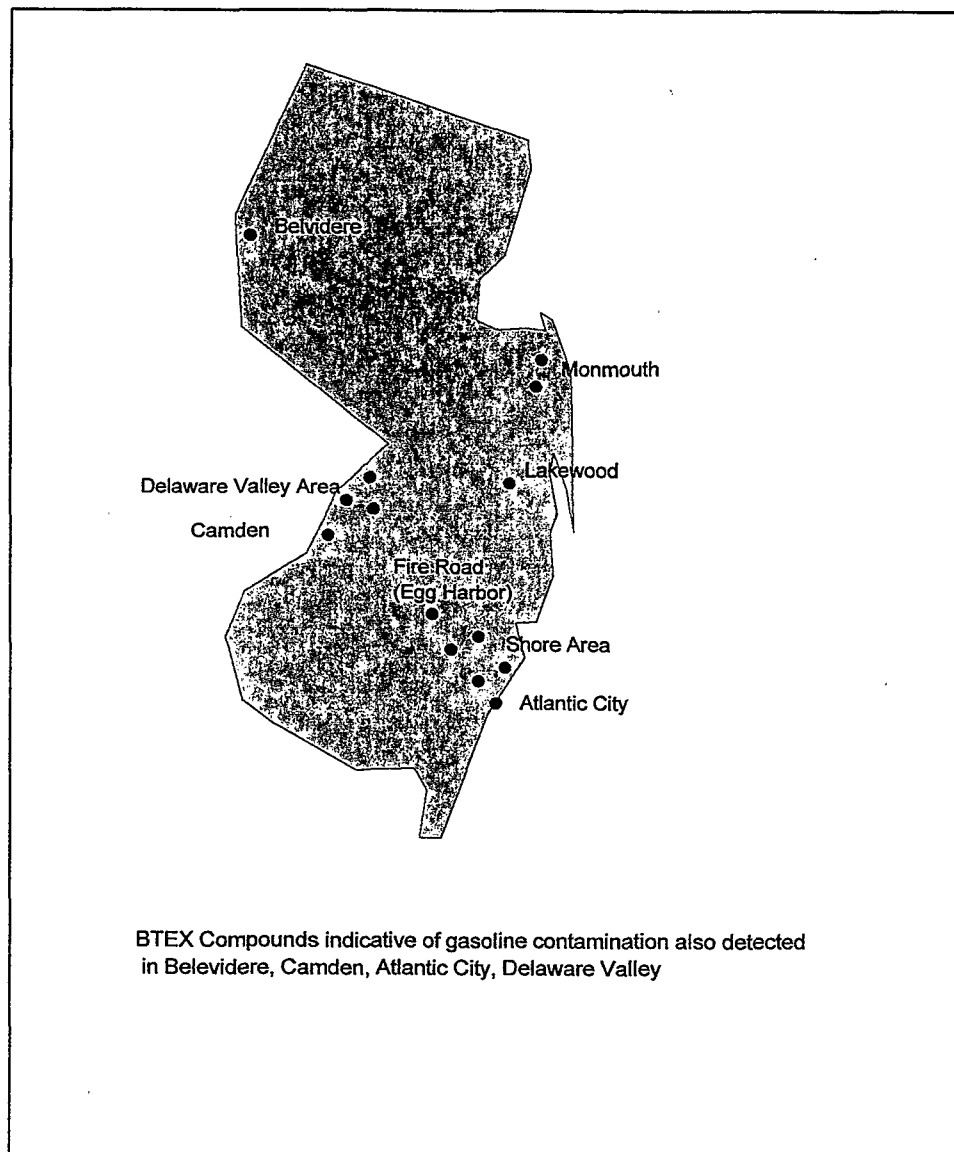 Belvidere
Monmouth
Lakewood
Delaware Valley Area
Camden
Fire Road
(Egg Harbor)
Shore Area
Atlantic City
BTEX Compounds indicative of gasoline contamination also detected
in Belevidere, Camden, Atlantic City, Delaware Valley